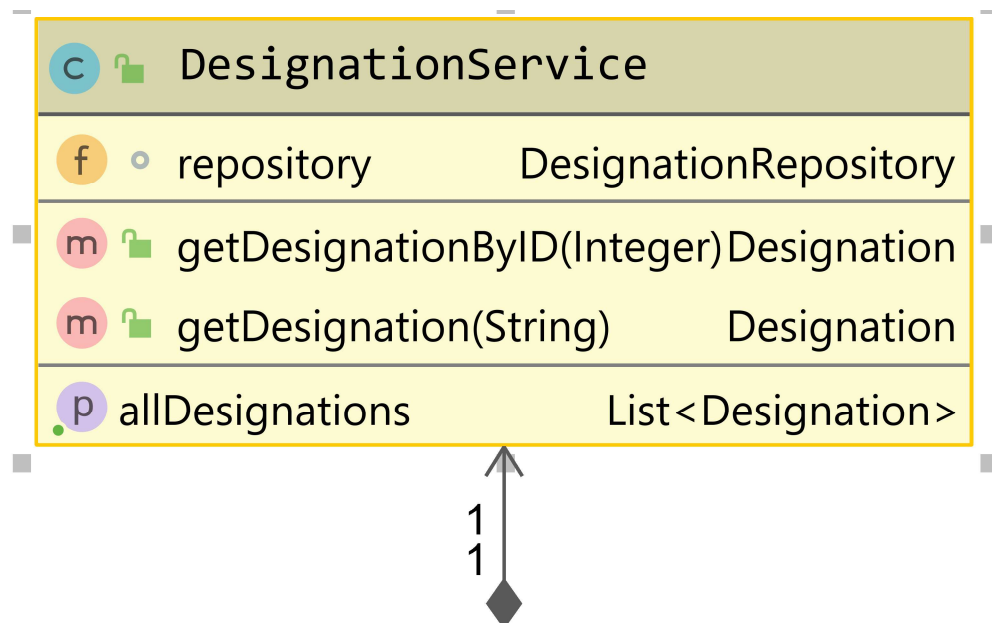 c DesignationService
f repository DesignationRepository
m getDesignationByID(Integer) Designation
m getDesignation(String) Designation
p allDesignations List<Designation>
1
1